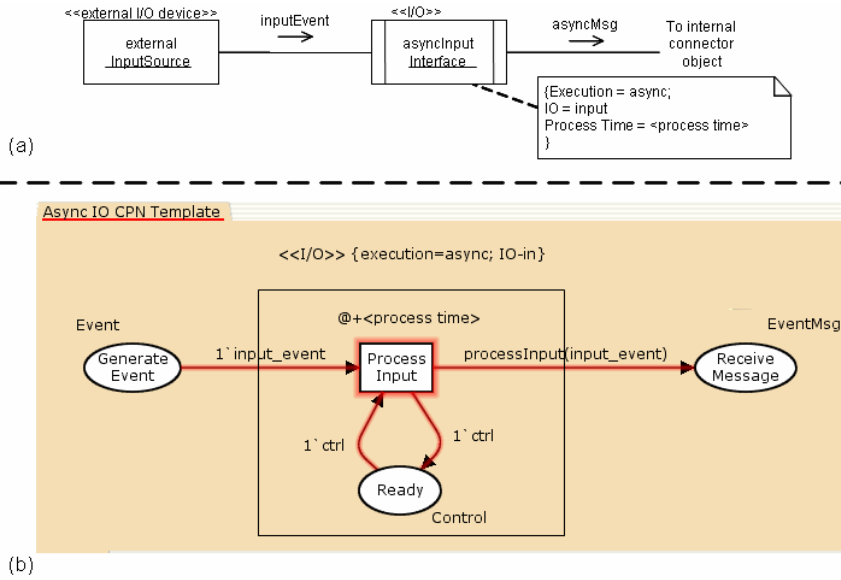 <<external I/O device>>
inputEvent
<<I/O>>
asyncMsg
external
InputSource
asyncInput
Interface
To internal
connector
object
{Execution = async;
IO = input
Process Time = <process time>
}
(a)
Async IO CPN Template
<<I/O>> {execution=async; IO-in}
@+<process time>
Event
EventMsg
Generate
Event
1`input_event
Process
Input
processInput(input_event)
Receive
Message
1`ctrl
1`ctrl
Ready
Control
(b)